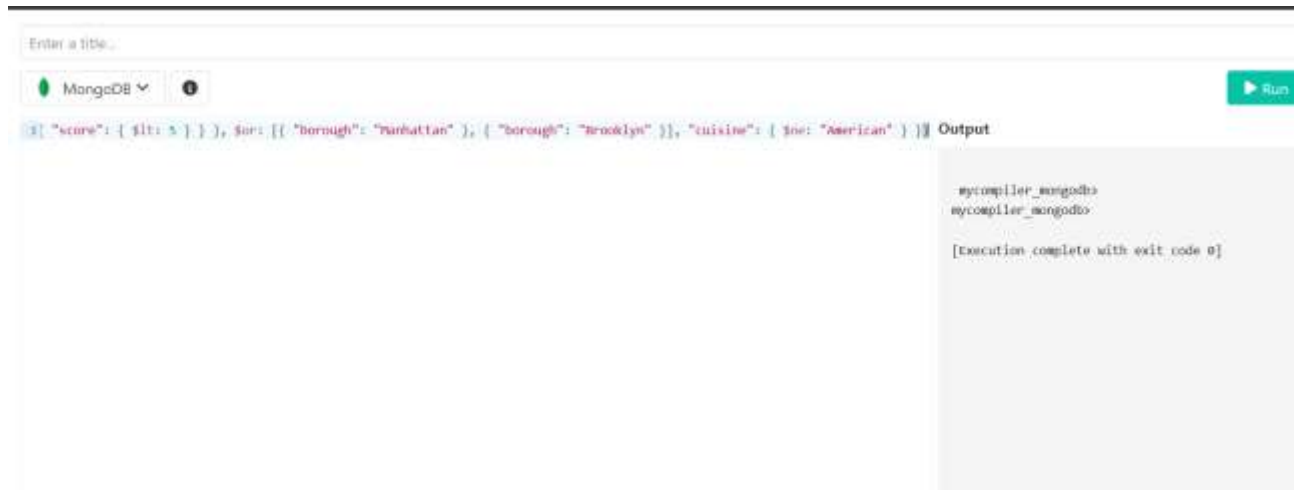 Enter a title...
MongoDB
Run
1{ "score": { $lt: 5 } } }, $or: [{ "borough": "Manhattan" }, { "borough": "Brooklyn" }], "cuisine": { $ne: "American" } })
Output
mycompiler_mongodb>
mycompiler_mongodb>
[Execution complete with exit code 0]